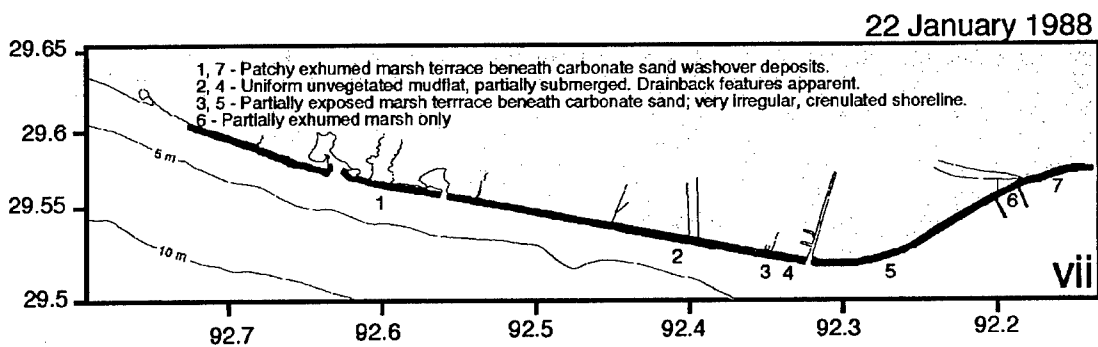 22 January 1988
29.65
1, 7 - Patchy exhumed marsh terrace beneath carbonate sand washover deposits.
2, 4 - Uniform unvegetated mudflat, partially submerged. Drainback features apparent.
3, 5 - Partially exposed marsh terrrace beneath carbonate sand; very irregular, crenulated shoreline.
6 - Partially exhumed marsh only
29.6
5 m
29.55
10 m
29.5
1
2
3
4
5
6
7
vii
92.7
92.6
92.5
92.4
92.3
92.2